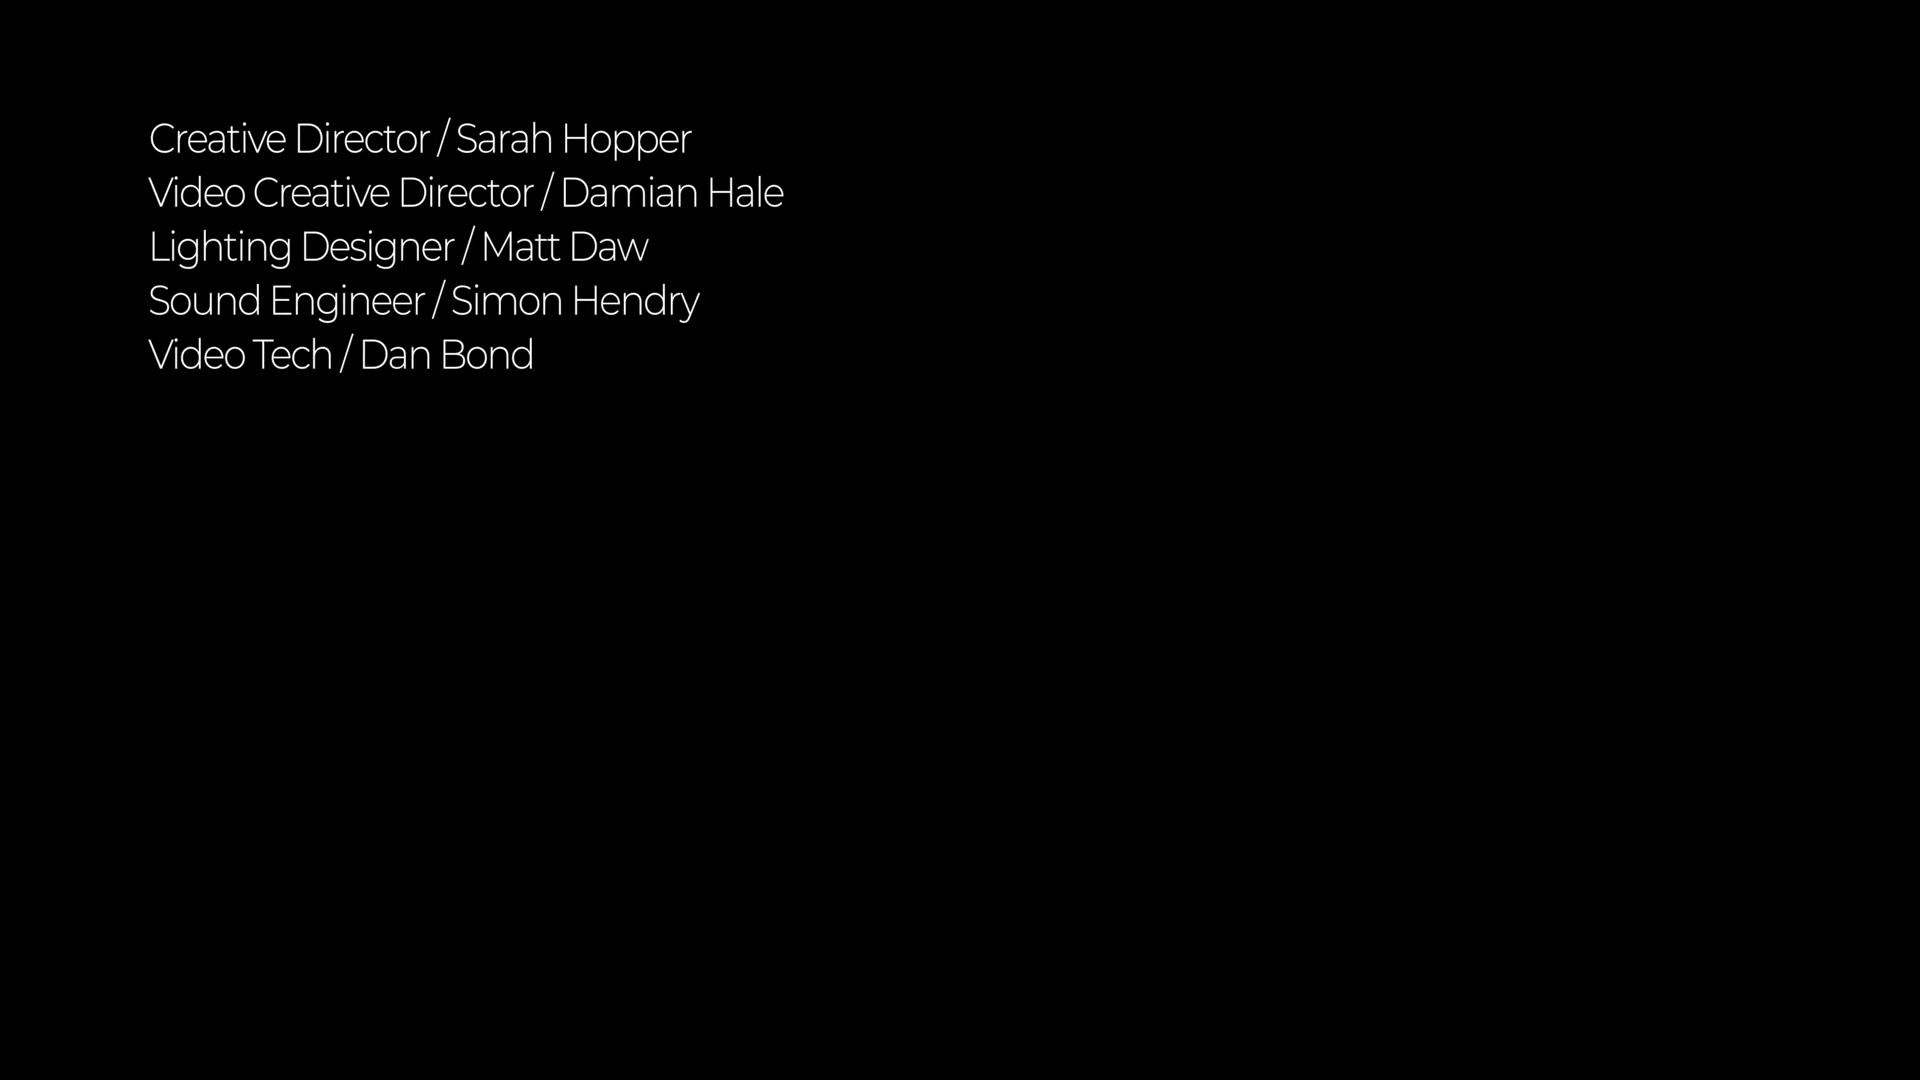 Creative Director / Sarah Hopper
Video Creative Director / Damian Hale
Lighting Designer / Matt Daw
Sound Engineer / Simon Hendry
Video Tech / Dan Bond